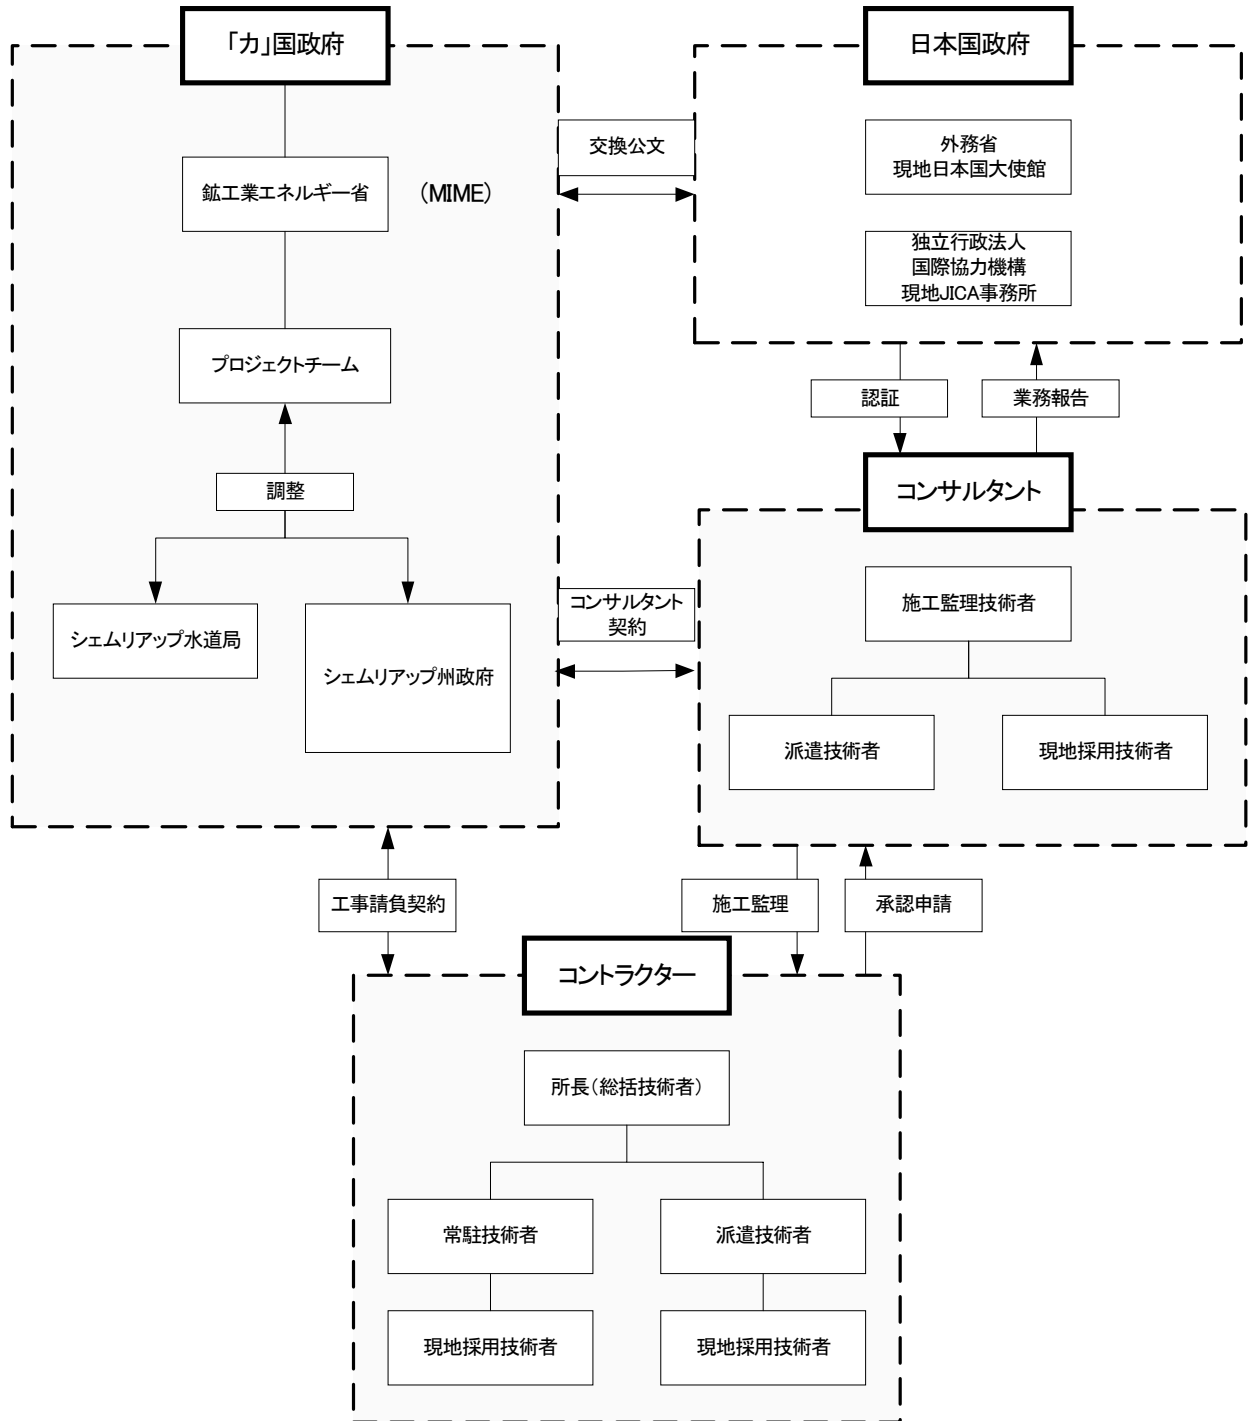 「カ」国政府
日本国政府
交換公文
外務省
現地日本国大使館
鉱工業エネルギー省
(MIME)
独立行政法人
国際協力機構
現地JICA事務所
プロジェクトチーム
認証
業務報告
調整
コンサルタント
シェムリアップ水道局
シェムリアップ州政府
コンサルタント
契約
施工監理技術者
派遣技術者
現地採用技術者
工事請負契約
施工監理
承認申請
コントラクター
所長(総括技術者)
常駐技術者
派遣技術者
現地採用技術者
現地採用技術者